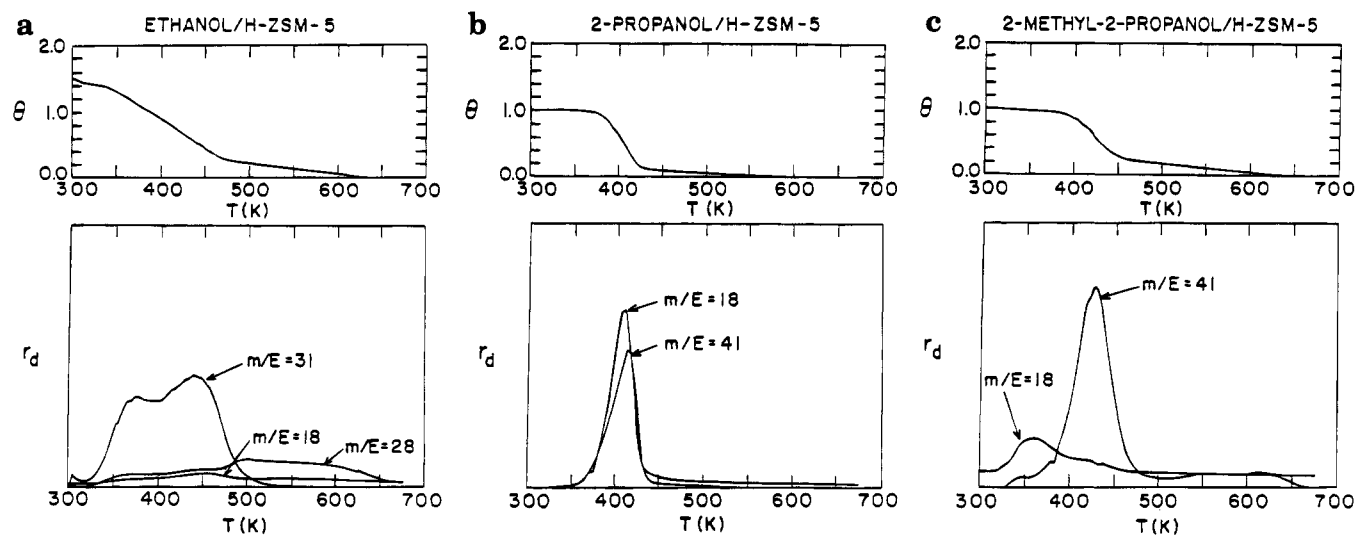 a
ETHANOL/H-ZSM-5
2.0
θ
1.0
0.0
300 400 500 600 700
T(K)
r_d
m/E=31
m/E=18
m/E=28
300 400 500 600 700
T(K)
b
2-PROPANOL/H-ZSM-5
2.0
θ
1.0
0.0
300 400 500 600 700
T(K)
r_d
m/E=18
m/E=41
300 400 500 600 700
T(K)
c
2-METHYL-2-PROPANOL/H-ZSM-5
2.0
θ
1.0
0.0
300 400 500 600 700
T(K)
r_d
m/E=41
m/E=18
300 400 500 600 700
T(K)